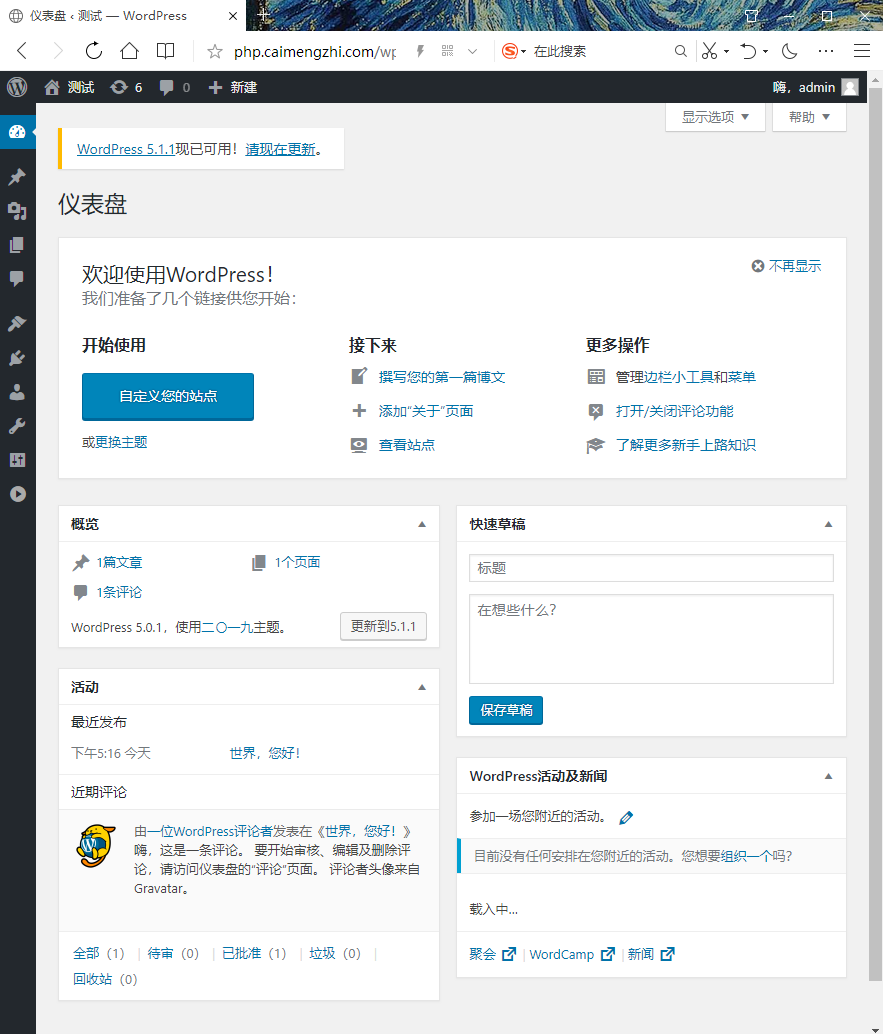 仪表盘 ‹ 测试 — WordPress
php.caimengzhi.com/wp
在此搜索
测试 6 0 新建 嗨，admin
显示选项 帮助
WordPress 5.1.1现已可用！请现在更新。
仪表盘
欢迎使用WordPress！
不再显示
我们准备了几个链接供您开始：
开始使用
自定义您的站点
或更换主题
接下来
撰写您的第一篇博文
添加“关于”页面
查看站点
更多操作
管理边栏小工具和菜单
打开/关闭评论功能
了解更多新手上路知识
概览
1篇文章 1个页面
1条评论
WordPress 5.0.1，使用二〇一九主题。 更新到5.1.1
活动
最近发布
下午5:16 今天 世界，您好！
近期评论
由一位WordPress评论者发表在《世界，您好！》
嗨，这是一条评论。 要开始审核、编辑及删除评
论，请访问仪表盘的“评论”页面。 评论者头像来自
Gravatar。
全部（1） | 待审（0） | 已批准（1） | 垃圾（0） |
回收站（0）
快速草稿
标题
在想些什么？
保存草稿
WordPress活动及新闻
参加一场您附近的活动。
目前没有任何安排在您附近的活动。您想要组织一个吗？
载入中...
聚会 | WordCamp | 新闻